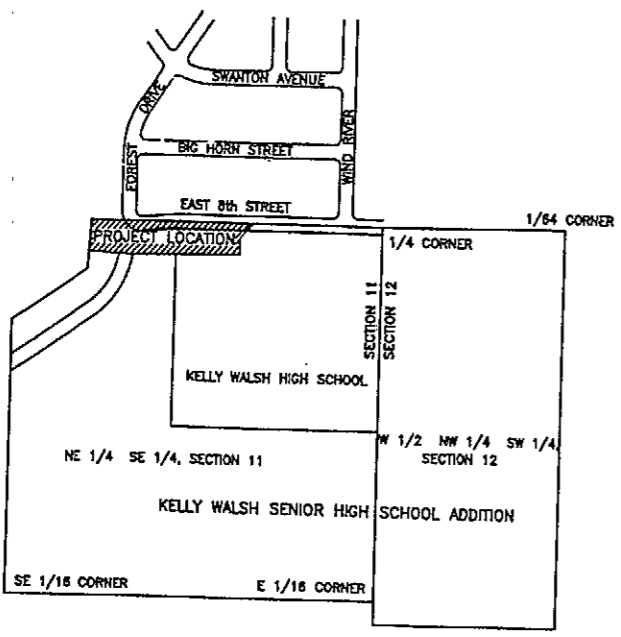 SWANTON AVENUE
FOREST DRIVE
BIG HORN STREET
WIND RIVER
EAST 8th STREET
1/64 CORNER
PROJECT LOCATION
1/4 CORNER
SECTION 11
SECTION 12
KELLY WALSH HIGH SCHOOL
W 1/2 NW 1/4 SW 1/4,
SECTION 12
NE 1/4 SE 1/4, SECTION 11
KELLY WALSH SENIOR HIGH SCHOOL ADDITION
SE 1/16 CORNER
E 1/16 CORNER